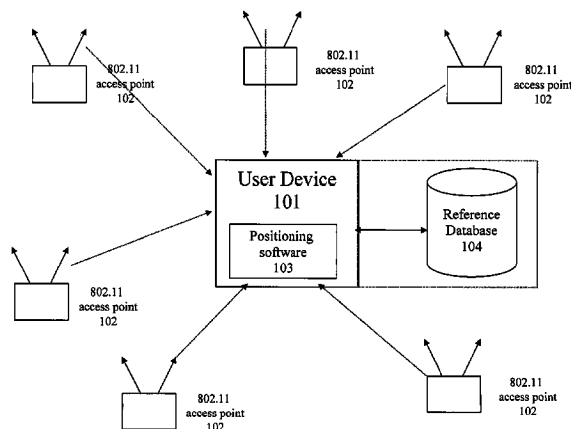 802.11
access point
102
802.11
access point
102
802.11
access point
102
User Device
101
Positioning
software
103
Reference
Database
104
802.11
access point
102
802.11
access point
102
802.11
access point
102